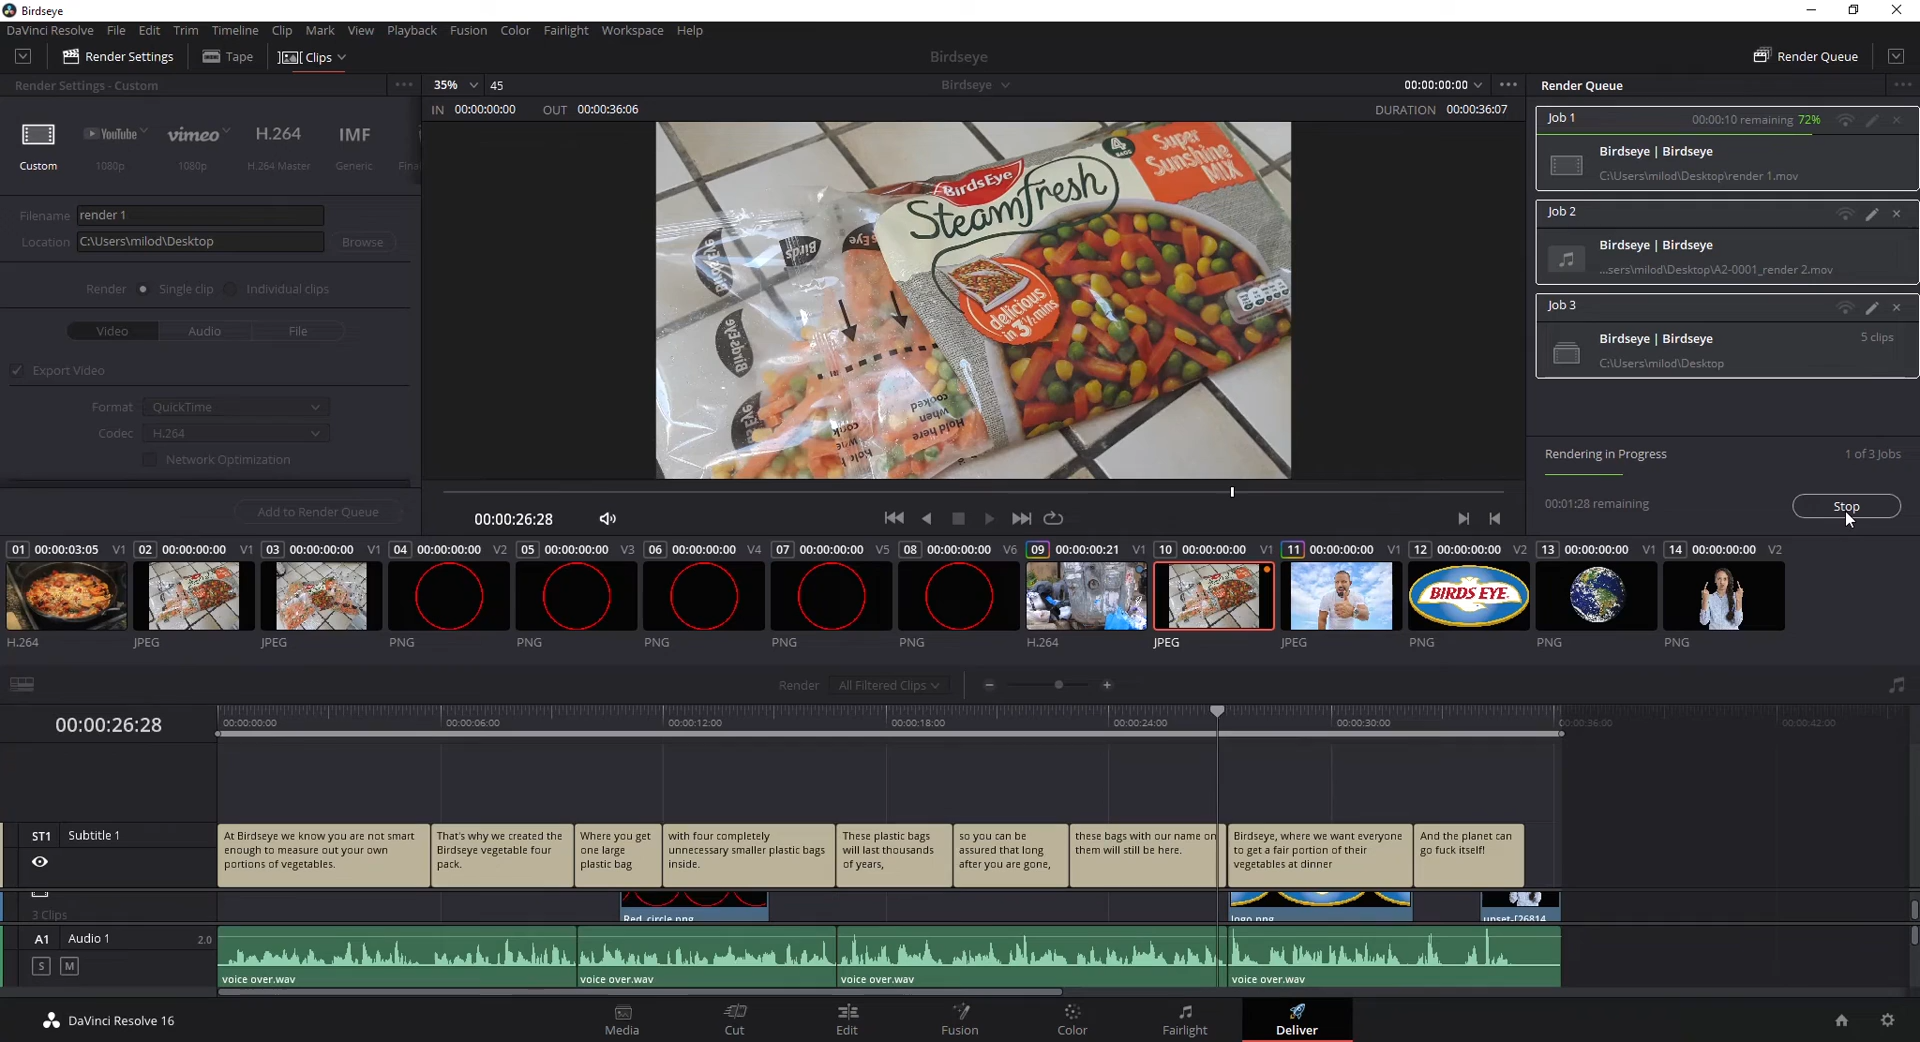 Birdseye
DaVinci Resolve File Edit Trim Timeline Clip Mark View Playback Fusion Color Fairlight Workspace Help
Render Settings Tape Clips Birdseye Render Queue
Render Settings - Custom
35% 45 Birdseye 00:00:00:00
Render Queue
IN 00:00:00:00 OUT 00:00:36:06 DURATION 00:00:36:07
YouTube vimeo H.264 IMF
Custom 1080p 1080p H.264 Master Generic Fina
Filename render 1
Location C:\Users\milod\Desktop Browse
Render Single clip Individual clips
Video Audio File
Export Video
Format QuickTime
Codec H.264
Network Optimization
Add to Render Queue
4
BAGS
Super
Sunshine
MIX
BirdsEye
Steamfresh
delicious
in 3½ mins
Birds
Eye
BirdsEye
cooked
when
Hold here
Job 1 00:00:10 remaining 72%
Birdseye | Birdseye
C:\Users\milod\Desktop\render 1.mov
Job 2
Birdseye | Birdseye
...sers\milod\Desktop\A2-0001_render 2.mov
Job 3
Birdseye | Birdseye 5 clips
C:\Users\milod\Desktop
Rendering in Progress 1 of 3 Jobs
00:01:28 remaining Stop
00:00:26:28
01 00:00:03:05 V1 02 00:00:00:00 V1 03 00:00:00:00 V1 04 00:00:00:00 V2 05 00:00:00:00 V3 06 00:00:00:00 V4 07 00:00:00:00 V5 08 00:00:00:00 V6 09 00:00:00:21 V1 10 00:00:00:00 V1 11 00:00:00:00 V1 12 00:00:00:00 V2 13 00:00:00:00 V1 14 00:00:00:00 V2
BIRDS EYE
H.264 JPEG JPEG PNG PNG PNG PNG PNG H.264 JPEG JPEG PNG PNG PNG
Render All Filtered Clips
00:00:26:28
00:00:00:00 00:00:06:00 00:00:12:00 00:00:18:00 00:00:24:00 00:00:30:00 00:00:36:00 00:00:42:00
ST1 Subtitle 1
At Birdseye we know you are not smart
enough to measure out your own
portions of vegetables.
That's why we created the
Birdseye vegetable four
pack.
Where you get
one large
plastic bag
with four completely
unnecessary smaller plastic bags
inside.
These plastic bags
will last thousands
of years,
so you can be
assured that long
after you are gone,
these bags with our name on
them will still be here.
Birdseye, where we want everyone
to get a fair portion of their
vegetables at dinner
And the planet can
go fuck itself!
3 Clips
Red_circle.png logo.png unset-[26814
A1 Audio 1 2.0
S M
voice over.wav voice over.wav voice over.wav voice over.wav
DaVinci Resolve 16
Media Cut Edit Fusion Color Fairlight Deliver